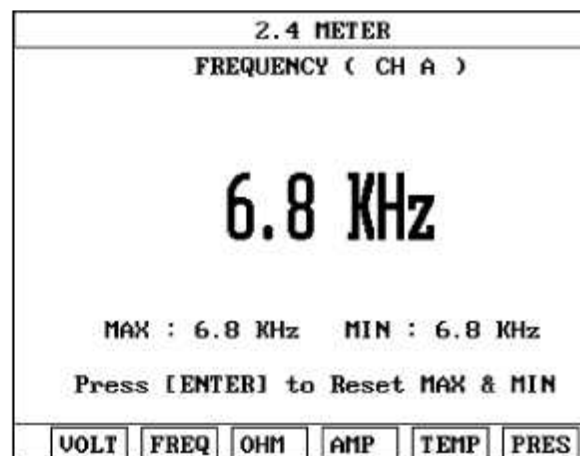 2.4 METER
FREQUENCY ( CH A )
6.8 KHz
MAX : 6.8 KHz MIN : 6.8 KHz
Press [ENTER] to Reset MAX & MIN
VOLT FREQ OHM AMP TEMP PRES